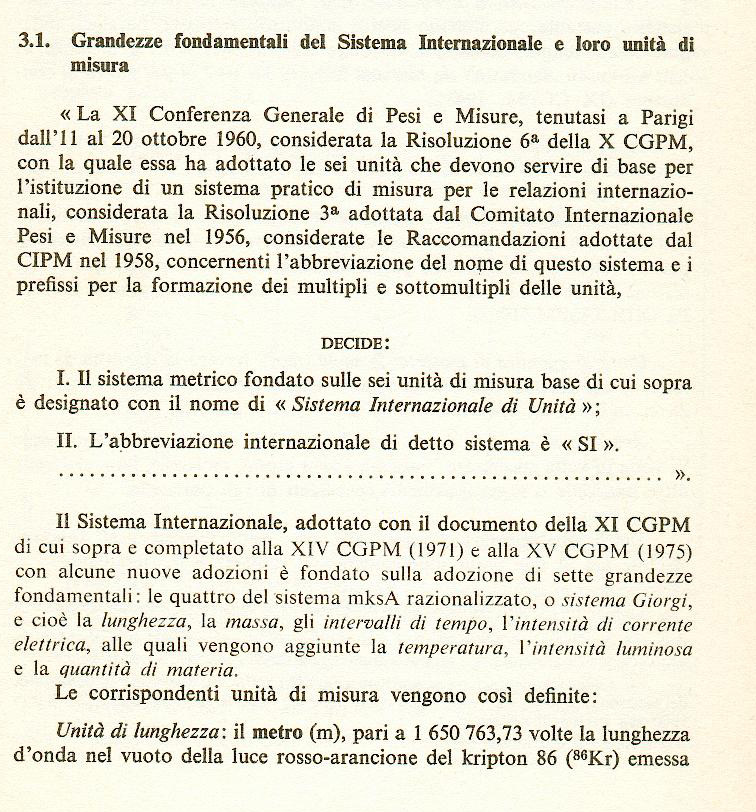 3.1. Grandezze fondamentali del Sistema Internazionale e loro unità di
misura
« La XI Conferenza Generale di Pesi e Misure, tenutasi a Parigi
dall'11 al 20 ottobre 1960, considerata la Risoluzione 6ª della X CGPM,
con la quale essa ha adottato le sei unità che devono servire di base per
l'istituzione di un sistema pratico di misura per le relazioni internazio-
nali, considerata la Risoluzione 3ª adottata dal Comitato Internazionale
Pesi e Misure nel 1956, considerate le Raccomandazioni adottate dal
CIPM nel 1958, concernenti l'abbreviazione del nome di questo sistema e i
prefissi per la formazione dei multipli e sottomultipli delle unità,
DECIDE:
I. Il sistema metrico fondato sulle sei unità di misura base di cui sopra
è designato con il nome di « Sistema Internazionale di Unità »;
II. L'abbreviazione internazionale di detto sistema è « SI ».
............................................................ ».
Il Sistema Internazionale, adottato con il documento della XI CGPM
di cui sopra e completato alla XIV CGPM (1971) e alla XV CGPM (1975)
con alcune nuove adozioni è fondato sulla adozione di sette grandezze
fondamentali: le quattro del sistema mksA razionalizzato, o sistema Giorgi,
e cioè la lunghezza, la massa, gli intervalli di tempo, l'intensità di corrente
elettrica, alle quali vengono aggiunte la temperatura, l'intensità luminosa
e la quantità di materia.
Le corrispondenti unità di misura vengono così definite:
Unità di lunghezza: il metro (m), pari a 1 650 763,73 volte la lunghezza
d'onda nel vuoto della luce rosso-arancione del kripton 86 (⁸⁶Kr) emessa